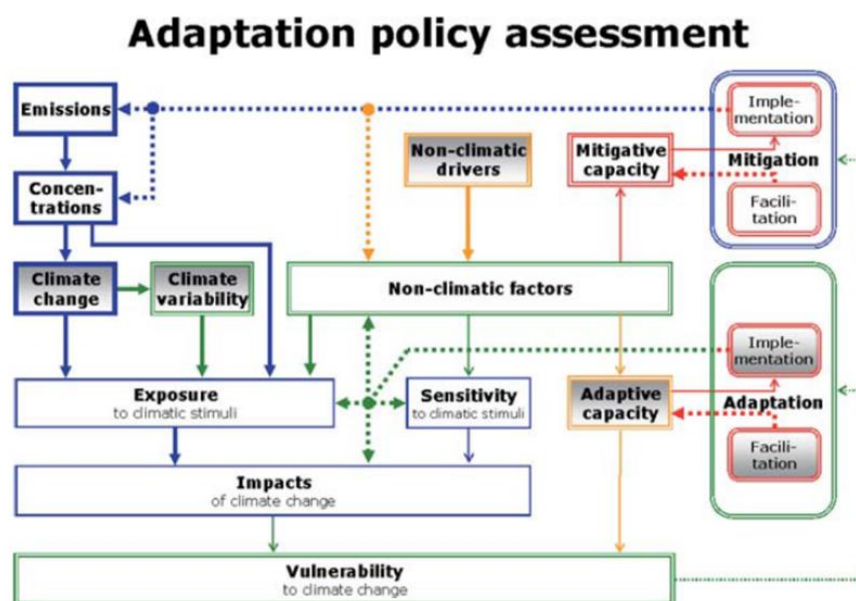 Adaptation policy assessment
Emissions
Imple-
mentation
Non-climatic
drivers
Mitigative
capacity
Mitigation
Concen-
trations
Facili-
tation
Climate
change
Climate
variability
Non-climatic factors
Imple-
mentation
Exposure
to climatic stimuli
Sensitivity
to climatic stimuli
Adaptive
capacity
Adaptation
Facili-
tation
Impacts
of climate change
Vulnerability
to climate change